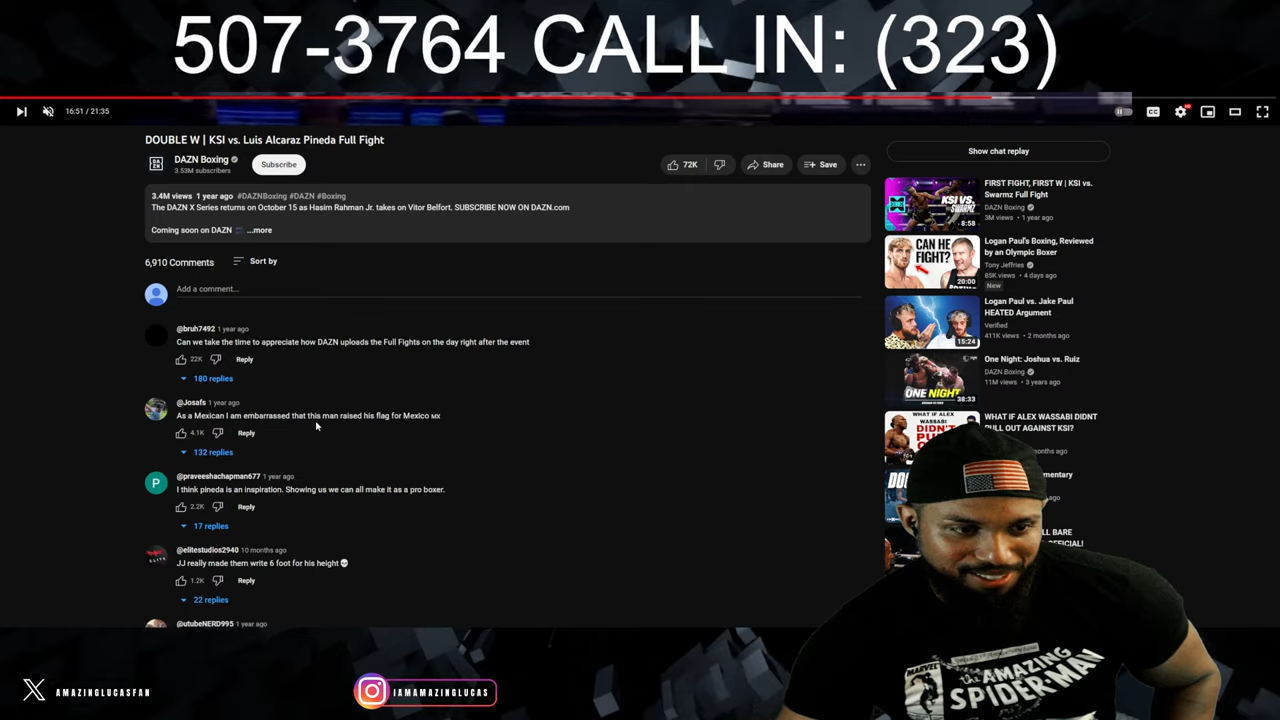 507-3764 CALL IN: (323)
16:51 / 21:35
DOUBLE W | KSI vs. Luis Alcaraz Pineda Full Fight
DAZN Boxing
3.53M subscribers
Subscribe
72K
Share
Save
3.4M views 1 year ago #DAZNBoxing #DAZN #Boxing
The DAZN X Series returns on October 15 as Hasim Rahman Jr. takes on Vitor Belfort. SUBSCRIBE NOW ON DAZN.com
Coming soon on DAZN ...more
6,910 Comments
Sort by
Add a comment...
@bruh7492 1 year ago
Can we take the time to appreciate how DAZN uploads the Full Fights on the day right after the event
22K
Reply
180 replies
@Josafs 1 year ago
As a Mexican I am embarrassed that this man raised his flag for Mexico MX
4.1K
Reply
132 replies
P
@praveeshachapman677 1 year ago
I think pineda is an inspiration. Showing us we can all make it as a pro boxer.
2.2K
Reply
17 replies
ELITE
@elitestudios2940 10 months ago
JJ really made them write 6 foot for his height💀
1.2K
Reply
22 replies
@utubeNERD995 1 year ago
Show chat replay
KSI VS. SWARMZ
8:58
FIRST FIGHT, FIRST W | KSI vs.
Swarmz Full Fight
DAZN Boxing
3M views • 1 year ago
CAN HE
FIGHT?
20:00
Logan Paul's Boxing, Reviewed
by an Olympic Boxer
Tony Jeffries
85K views • 4 days ago
New
15:24
Logan Paul vs. Jake Paul
HEATED Argument
Verified
411K views • 2 months ago
ONE NIGHT
38:33
One Night: Joshua vs. Ruiz
DAZN Boxing
11M views • 3 years ago
WHAT IF ALEX
WASSABI
DIDN'T
WHAT IF ALEX WASSABI DIDNT
PULL OUT AGAINST KSI?
MARVEL
THE AMAZING
SPIDER-MAN
AMAZINGLUCASFAN
IAMAMAZINGLUCAS